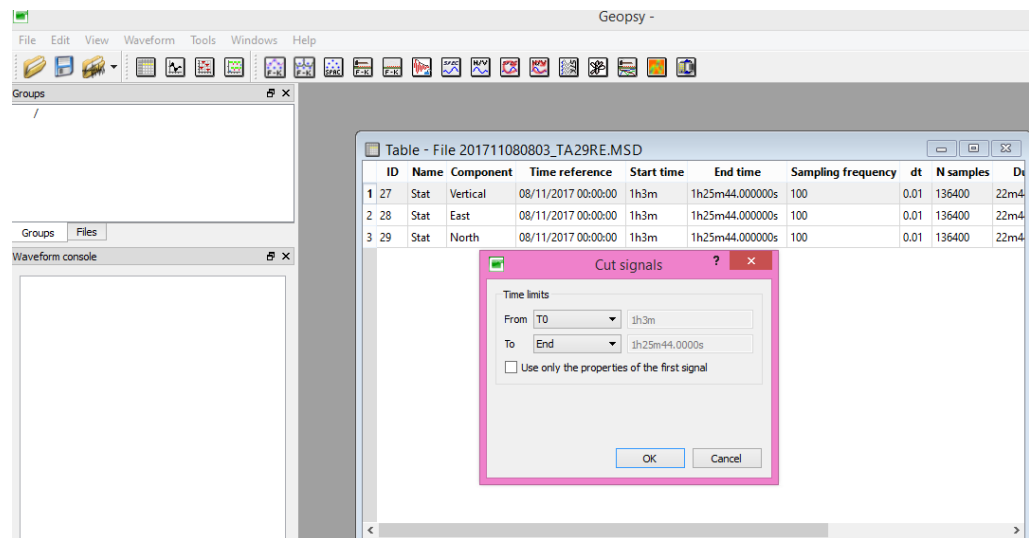 Geopsy -
File Edit View Waveform Tools Windows Help
Groups
/
Groups Files
Waveform console
Table - File 201711080803_TA29RE.MSD
ID Name Component Time reference Start time End time Sampling frequency dt N samples
1 27 Stat Vertical 08/11/2017 00:00:00 1h3m 1h25m44.000000s 100 0.01 136400 22m4
2 28 Stat East 08/11/2017 00:00:00 1h3m 1h25m44.000000s 100 0.01 136400 22m4
3 29 Stat North 08/11/2017 00:00:00 1h3m 1h25m44.000000s 100 0.01 136400 22m4
Cut signals ?
Time limits
From T0 1h3m
To End 1h25m44.0000s
Use only the properties of the first signal
OK Cancel